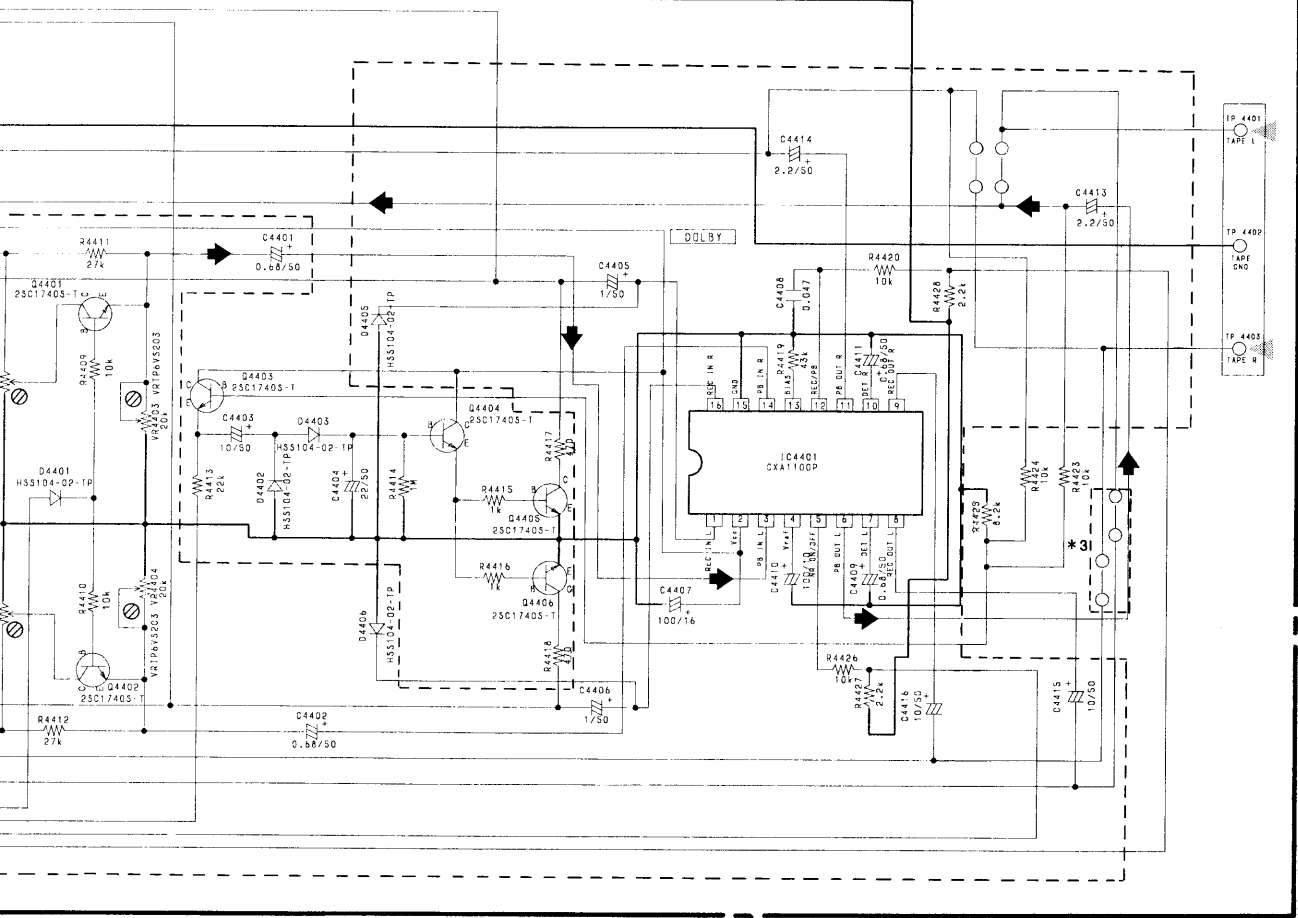 TP 4401
TAPE L
C4414
2.2/50
C4413
2.2/50
DOLBY
TP 4402
TAPE
GND
R4411
27k
C4401
0.68/50
C4405
1/50
R4420
10k
C4408
0.047
R4428
2.2k
Q4401
2SC1740S-T
C
E
B
D4405
HSS104-02-TP
TP 4403
TAPE R
R4409
10k
VR4403 VRTP6VS203
20k
R4419
43k
C4411
0.68/50
Q4403
2SC1740S-T
C
B
E
REC IN R
GND
PB IN R
BIAS
REC/PB
PB OUT R
DET R
REC OUT R
16
15
14
13
12
11
10
9
C4403
10/50
D4403
HSS104-02-TP
Q4404
2SC1740S-T
B
C
E
IC4401
CXA1100P
D4401
HSS104-02-TP
R4413
22k
D4402
HSS104-02-TP
C4404
22/50
R4414
1M
R4417
R4415
1k
Q4405
2SC1740S-T
B
C
E
R4424
10k
R4423
10k
R4429
8.2k
*3
1
2
3
4
5
6
7
8
REC IN L
Vcc
PB IN L
Vref
NR ON/OFF
PB OUT L
DET L
REC OUT L
R4410
10k
VRTP6VS203 VR4404
20k
R4416
1k
Q4406
2SC1740S-T
B
E
C
C4410
100/10
C4409
0.68/50
C4407
100/16
D4406
HSS104-02-TP
R4418
B
C
E
Q4402
2SC1740S-T
R4426
10k
R4427
2.2k
C4416
10/50
C4415
10/50
R4412
27k
C4402
0.68/50
C4406
1/50